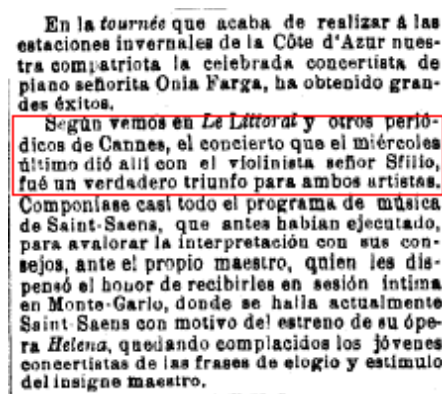 En la tournée que acaba de realizar á las
estaciones invernales de la Côte d'Azur nues-
tra compatriota la celebrada concertista de
piano señorita Onia Farga, ha obtenido gran-
des éxitos.
Según vemos en Le Littoral y otros perió-
dicos de Cannes, el concierto que el miércoles
último dió allí con el violinista señor Sfilio,
fué un verdadero triunfo para ambos artistas.
Componíase casi todo el programa de música
de Saint-Saens, que antes habían ejecutado,
para avalorar la interpretación con sus con-
sejos, ante el propio maestro, quien les dis-
pensó el honor de recibirles en sesión íntima
en Monte-Carlo, donde se halla actualmente
Saint-Saens con motivo del estreno de su ópe-
ra Helena, quedando complacidos los jóvenes
concertistas de las frases de elogio y estímulo
del insigne maestro.